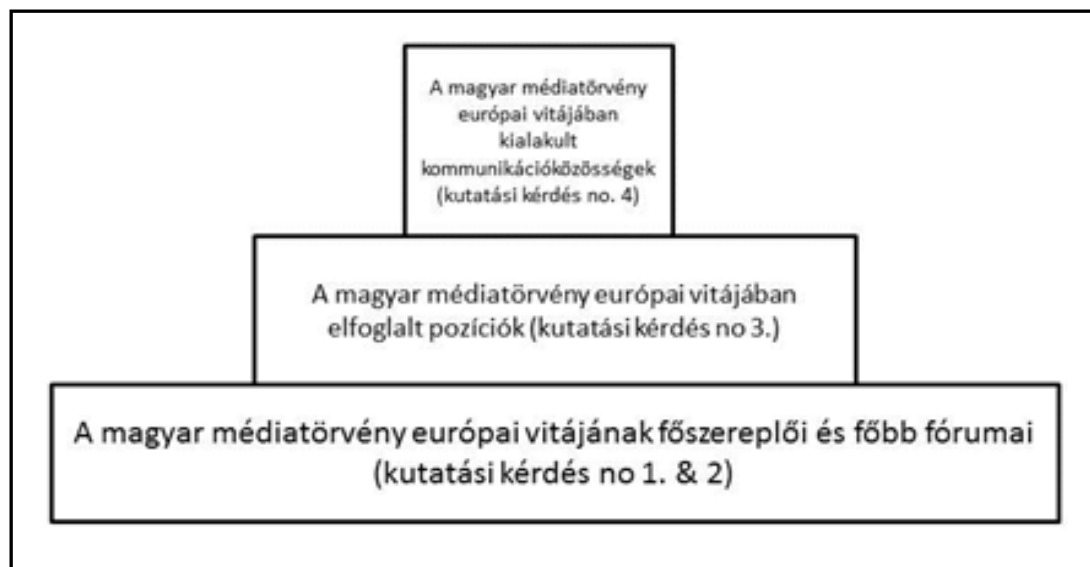 A magyar médiatörvény
európai vitájában
kialakult
kommunikációközösségek
(kutatási kérdés no. 4)
A magyar médiatörvény európai vitájában
elfoglalt pozíciók (kutatási kérdés no 3.)
A magyar médiatörvény európai vitájának főszereplői és főbb fórumai
(kutatási kérdés no 1. & 2)